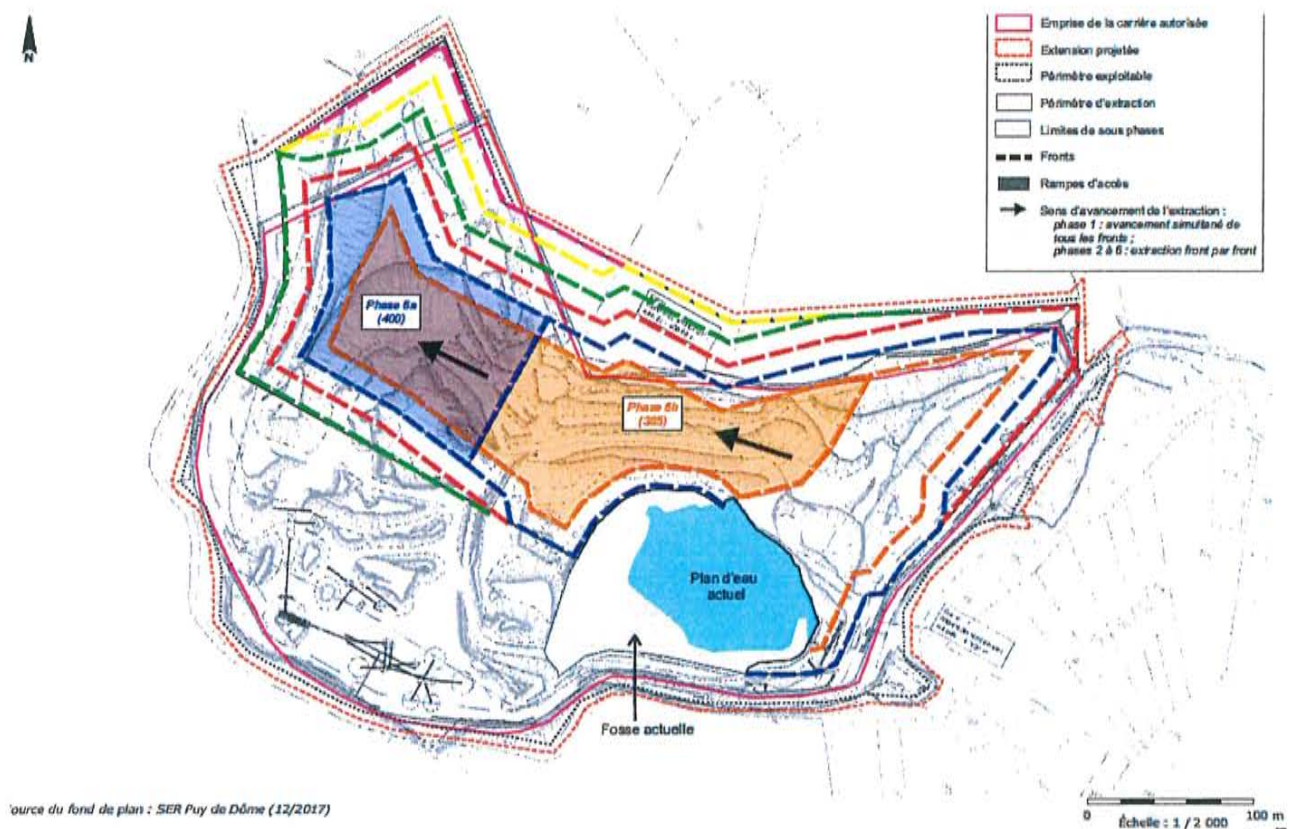 N
Emprise de la carrière autorisée
Extension projetée
Périmètre exploitable
Périmètre d'extraction
Limites de sous phases
Fronts
Rampes d'accès
Sens d'avancement de l'extraction :
phase 1 : avancement simultané de
tous les fronts ;
phases 2 à 6 : extraction front par front
Phase 6a
(400)
Phase 6b
(385)
Plan d'eau
actuel
Fosse actuelle
ource du fond de plan : SER Puy de Dôme (12/2017)
0
100 m
Échelle : 1 / 2 000